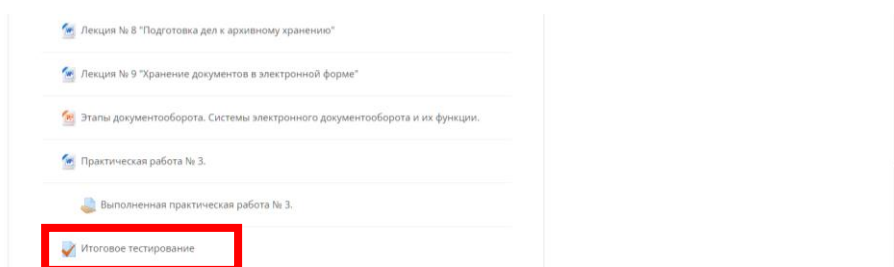 Лекция № 8 "Подготовка дел к архивному хранению"
Лекция № 9 "Хранение документов в электронной форме"
Этапы документооборота. Системы электронного документооборота и их функции.
Практическая работа № 3.
Выполненная практическая работа № 3.
Итоговое тестирование